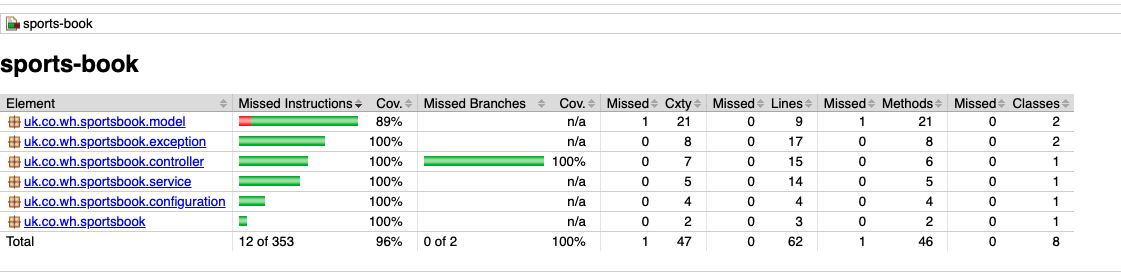 sports-book
sports-book
Element Missed Instructions Cov. Missed Branches Cov. Missed Cxty Missed Lines Missed Methods Missed Classes
uk.co.wh.sportsbook.model 89% n/a 1 21 0 9 1 21 0 2
uk.co.wh.sportsbook.exception 100% n/a 0 8 0 17 0 8 0 2
uk.co.wh.sportsbook.controller 100% 100% 0 7 0 15 0 6 0 1
uk.co.wh.sportsbook.service 100% n/a 0 5 0 14 0 5 0 1
uk.co.wh.sportsbook.configuration 100% n/a 0 4 0 4 0 4 0 1
uk.co.wh.sportsbook 100% n/a 0 2 0 3 0 2 0 1
Total 12 of 353 96% 0 of 2 100% 1 47 0 62 1 46 0 8